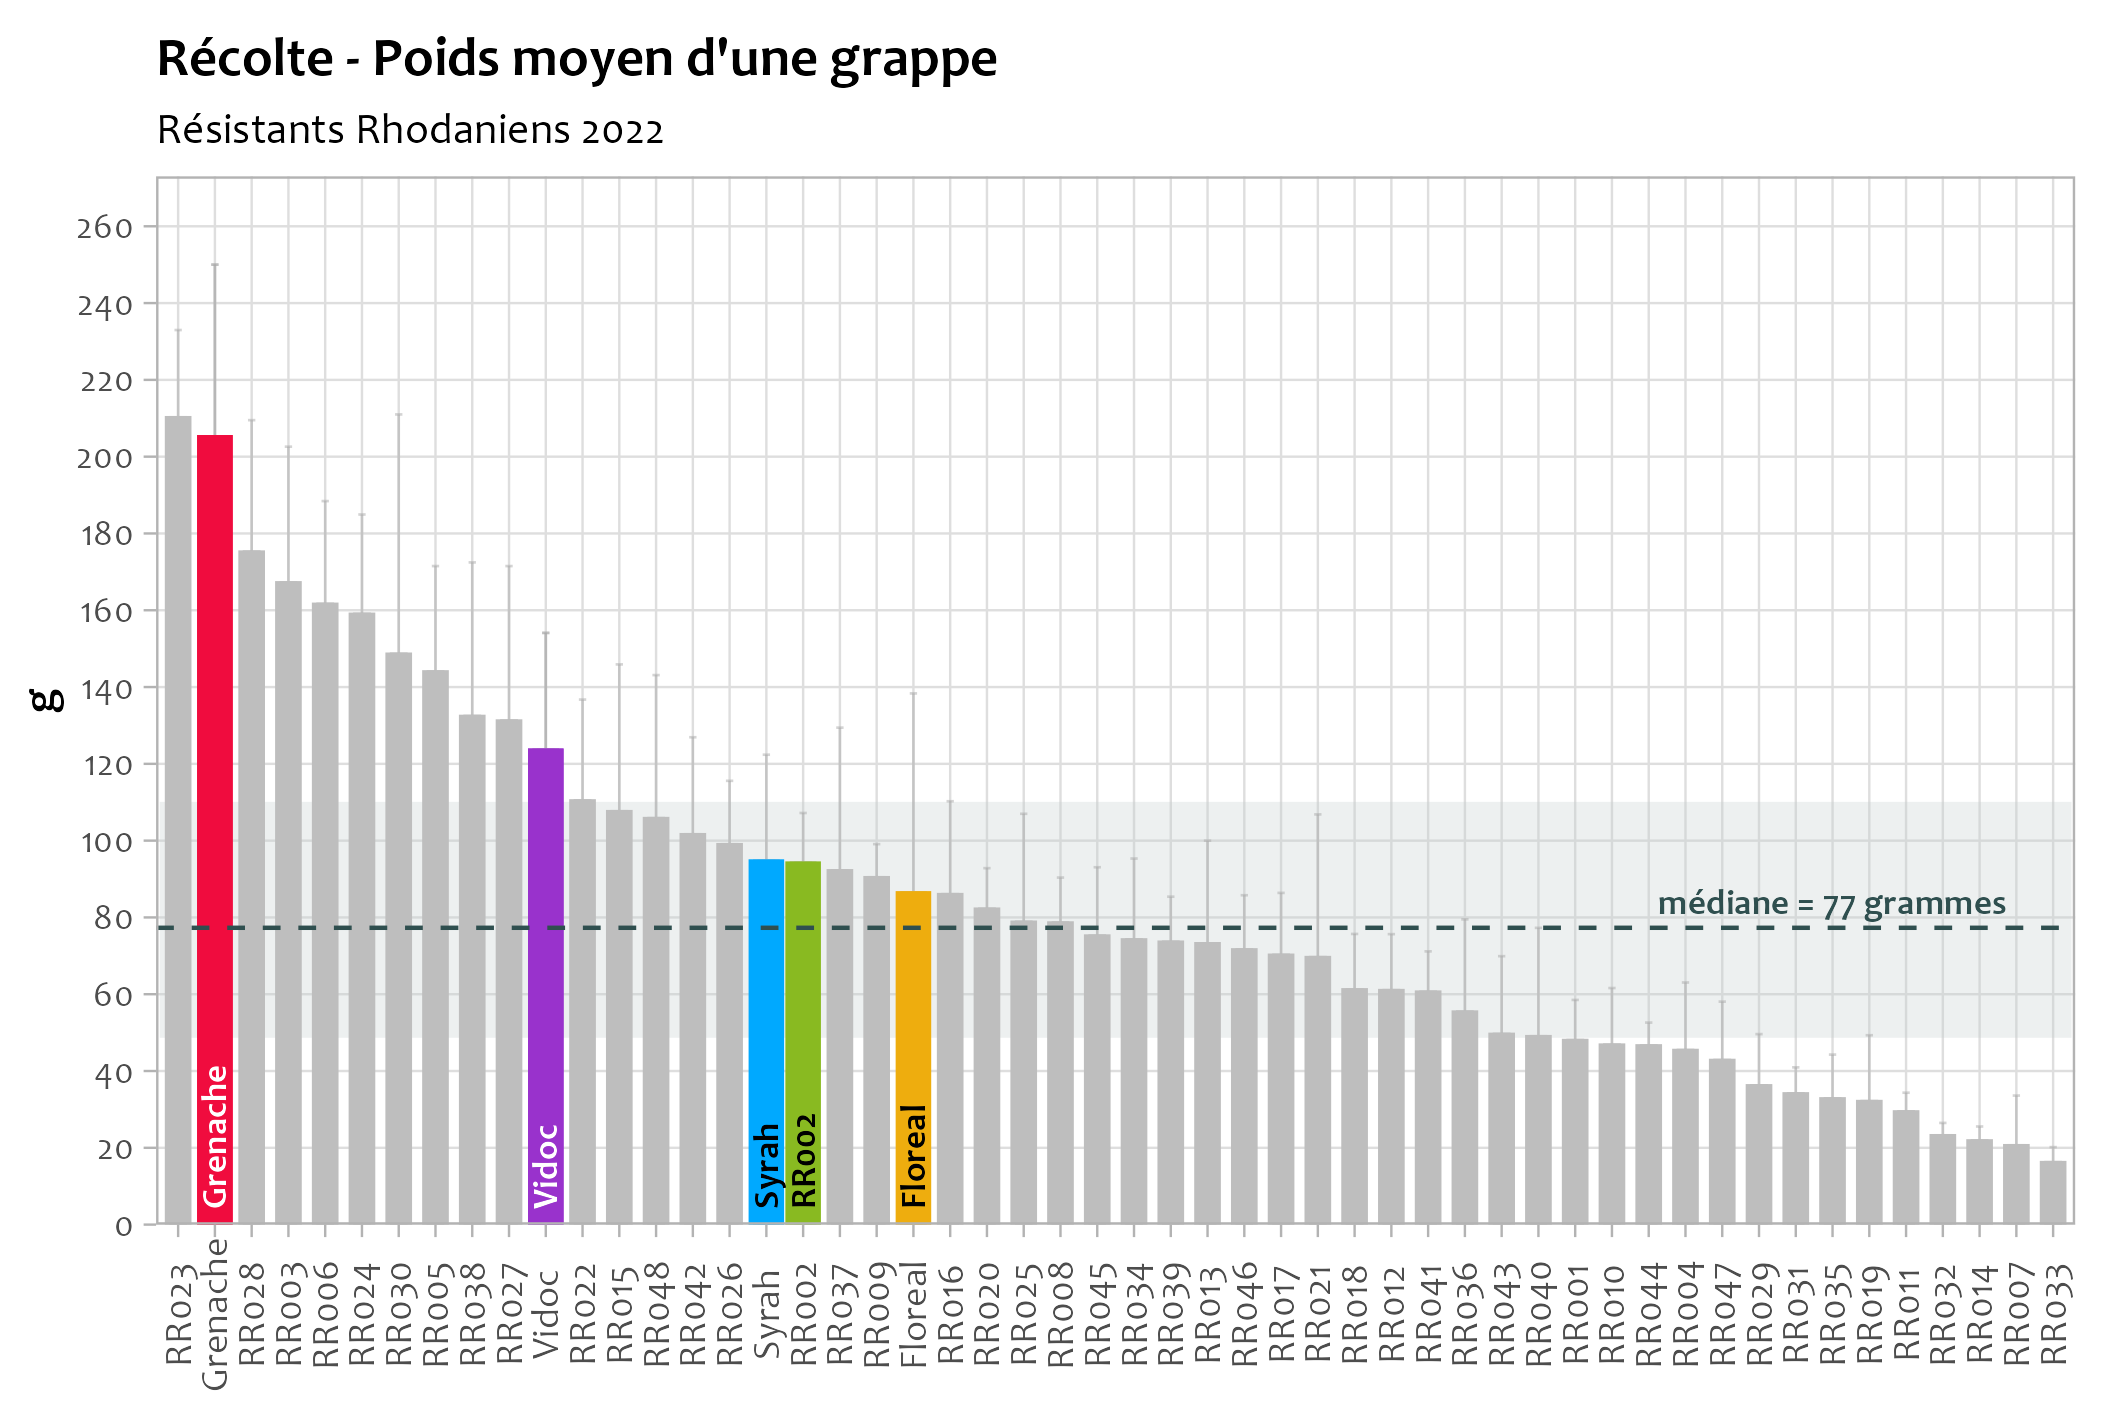 Récolte - Poids moyen d'une grappe
Résistants Rhodaniens 2022
260
240
220
200
180
160
140
120
100
80
60
40
20
0
g
médiane = 77 grammes
Grenache
Vidoc
Syrah
RR002
Floreal
RR023
Grenache
RR028
RR003
RR006
RR024
RR030
RR005
RR038
RR027
Vidoc
RR022
RR015
RR048
RR042
RR026
Syrah
RR002
RR037
RR009
Floreal
RR016
RR020
RR025
RR008
RR045
RR034
RR039
RR013
RR046
RR017
RR021
RR018
RR012
RR041
RR036
RR043
RR040
RR001
RR010
RR044
RR004
RR047
RR029
RR031
RR035
RR019
RR011
RR032
RR014
RR007
RR033